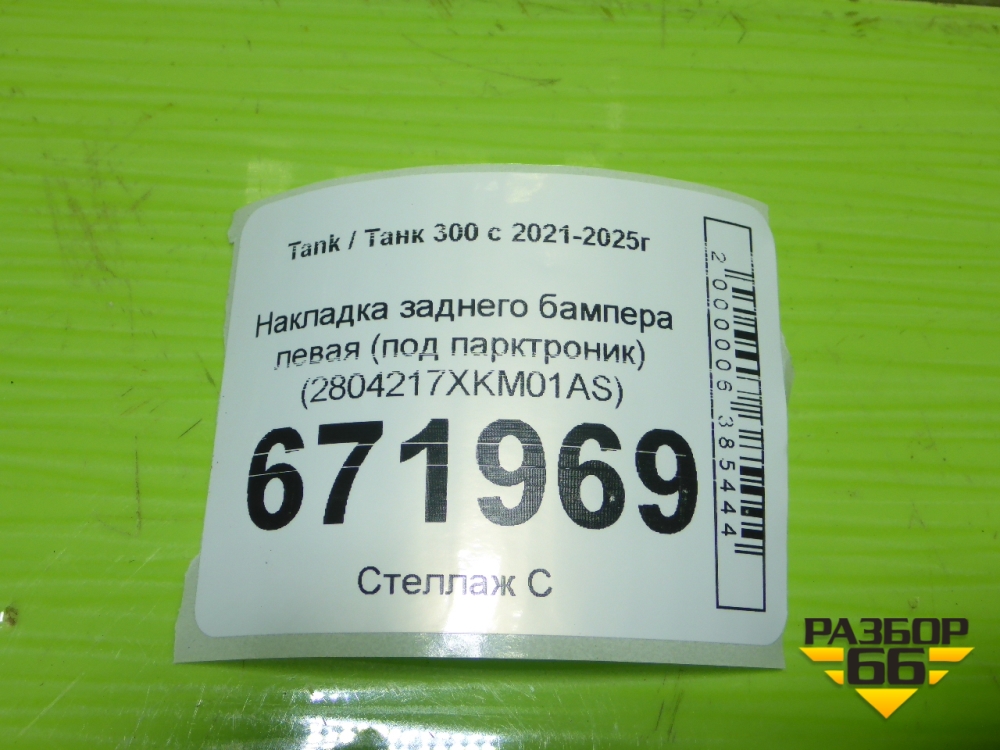 Tank / Танк 300 с 2021-2025г
Накладка заднего бампера
левая (под парктроник)
(2804217XKM01AS)
671969
Стеллаж С
2000006385444
РАЗБОР
66